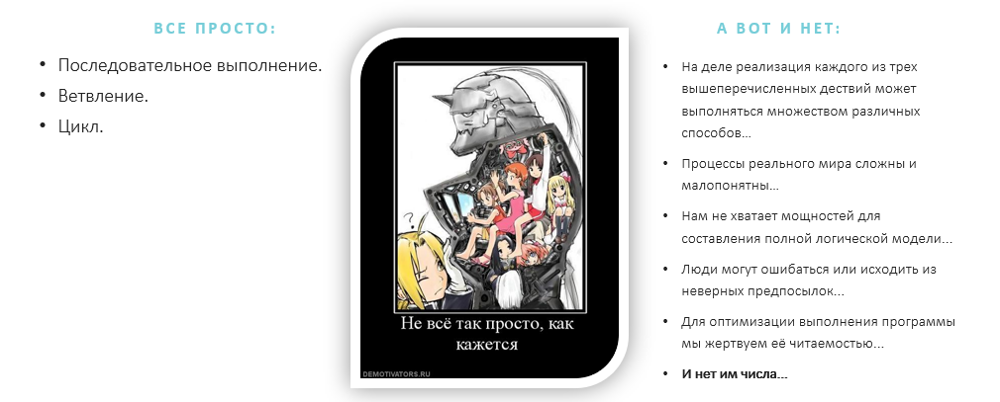 ВСЕ ПРОСТО:
• Последовательное выполнение.
• Ветвление.
• Цикл.
?
Не всё так просто, как
кажется
DEMOTIVATORS.RU
А ВОТ И НЕТ:
• На деле реализация каждого из трех
вышеперечисленных дествий может
выполняться множеством различных
способов...
• Процессы реального мира сложны и
малопонятны...
• Нам не хватает мощностей для
составления полной логической модели...
• Люди могут ошибаться или исходить из
неверных предпосылок...
• Для оптимизации выполнения программы
мы жертвуем её читаемостью...
• И нет им числа...